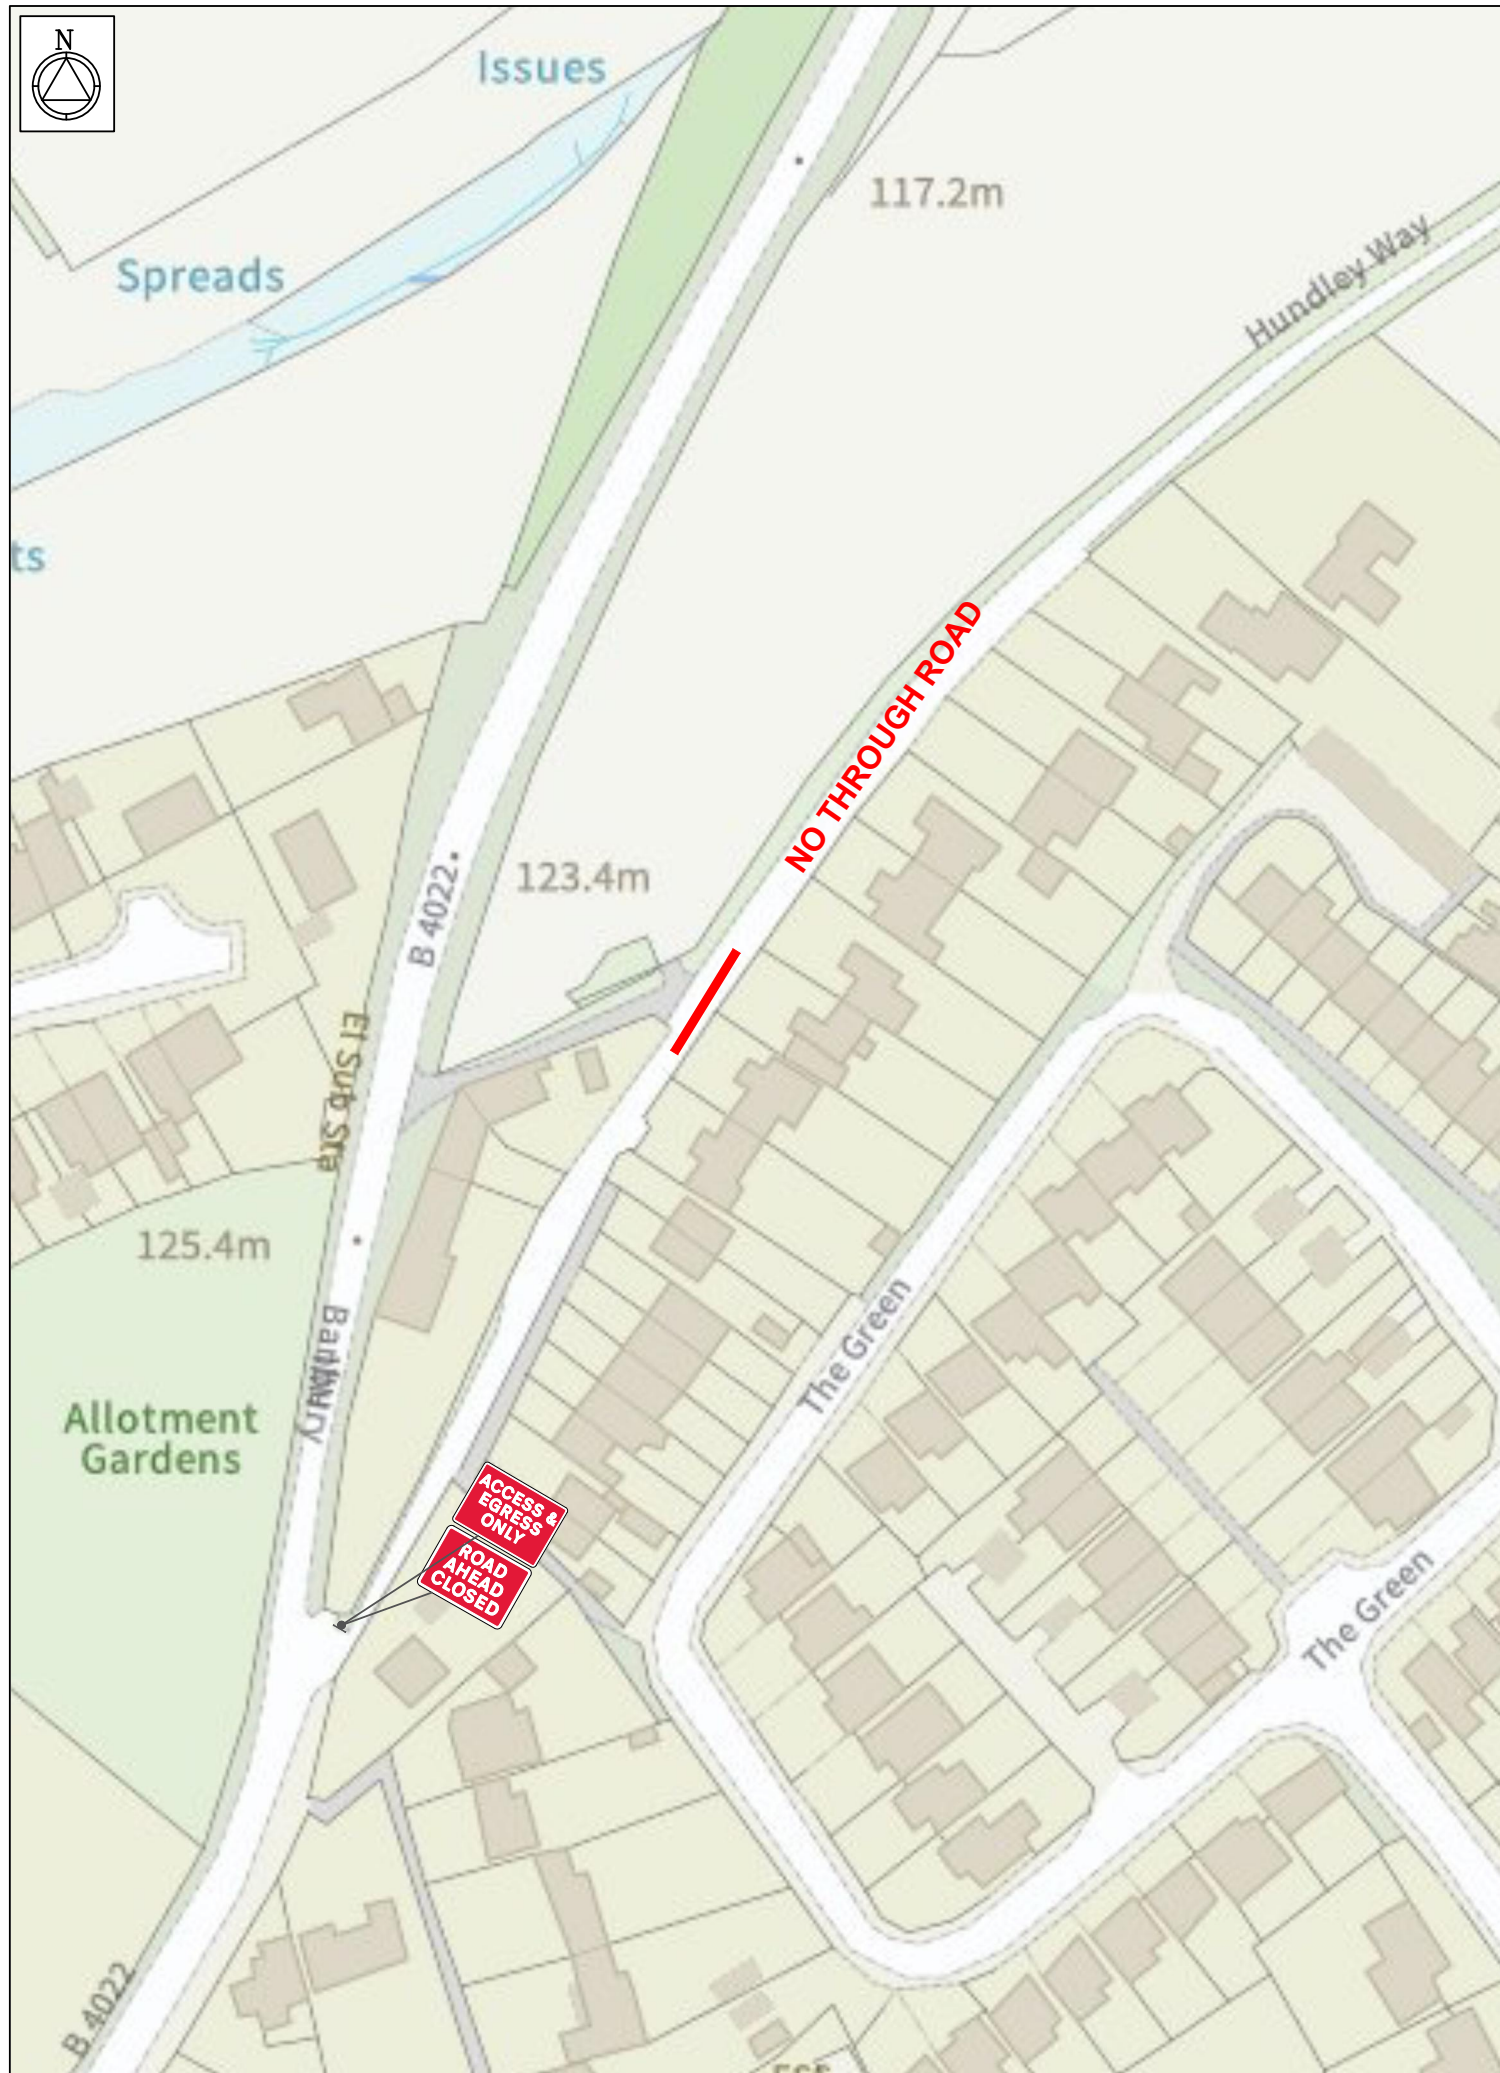 N
Issues
117.2m
Spreads
Hundley Way
ts
NO THROUGH ROAD
123.4m
B 4022
El Sub Sta
125.4m
The Green
Allotment
Gardens
ACCESS &
EGRESS
ONLY
ROAD
AHEAD
CLOSED
The Green
B 4022